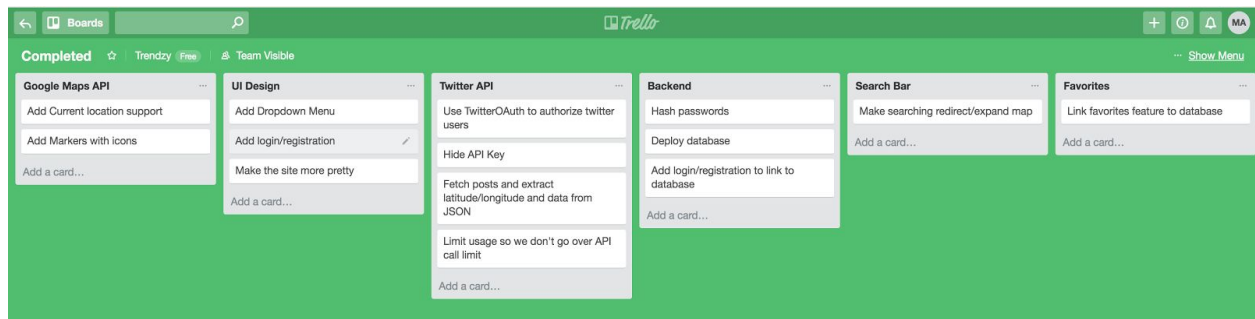 Boards
Trello
MA
Completed
Trendzy Free
Team Visible
... Show Menu
Google Maps API
Add Current location support
Add Markers with icons
Add a card...
UI Design
Add Dropdown Menu
Add login/registration
Make the site more pretty
Add a card...
Twitter API
Use TwitterOAuth to authorize twitter
users
Hide API Key
Fetch posts and extract
latitude/longitude and data from
JSON
Limit usage so we don't go over API
call limit
Add a card...
Backend
Hash passwords
Deploy database
Add login/registration to link to
database
Add a card...
Search Bar
Make searching redirect/expand map
Add a card...
Favorites
Link favorites feature to database
Add a card...